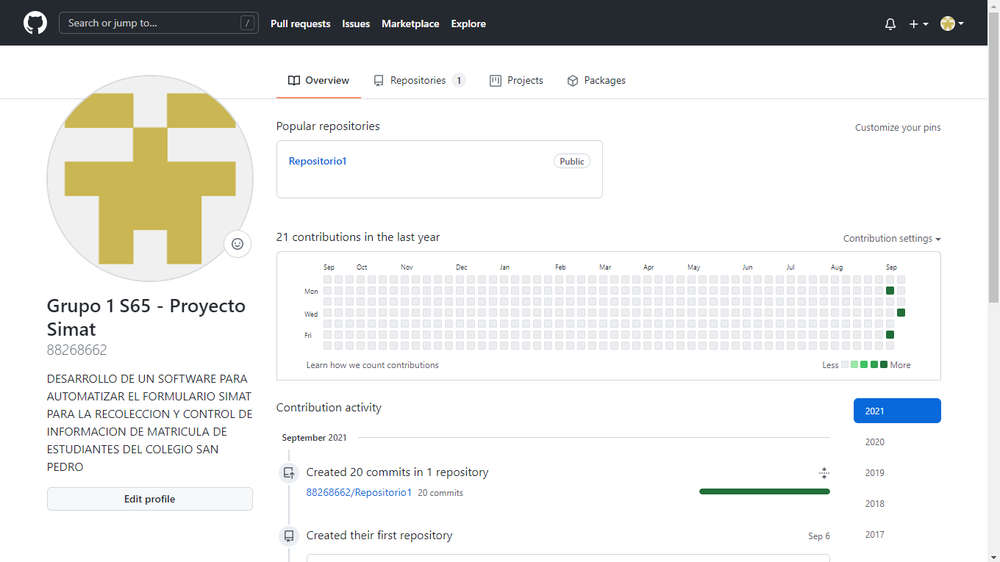 Search or jump to... /
Pull requests Issues Marketplace Explore
Overview Repositories 1 Projects Packages
Popular repositories
Customize your pins
Repositorio1 Public
21 contributions in the last year
Contribution settings
Sep Oct Nov Dec Jan Feb Mar Apr May Jun Jul Aug Sep
Mon
Wed
Fri
Learn how we count contributions
Less More
Grupo 1 S65 - Proyecto
Simat
88268662
DESARROLLO DE UN SOFTWARE PARA
AUTOMATIZAR EL FORMULARIO SIMAT
PARA LA RECOLECCION Y CONTROL DE
INFORMACION DE MATRICULA DE
ESTUDIANTES DEL COLEGIO SAN
PEDRO
Edit profile
Contribution activity
September 2021
Created 20 commits in 1 repository
88268662/Repositorio1 20 commits
Created their first repository
Sep 6
2021
2020
2019
2018
2017